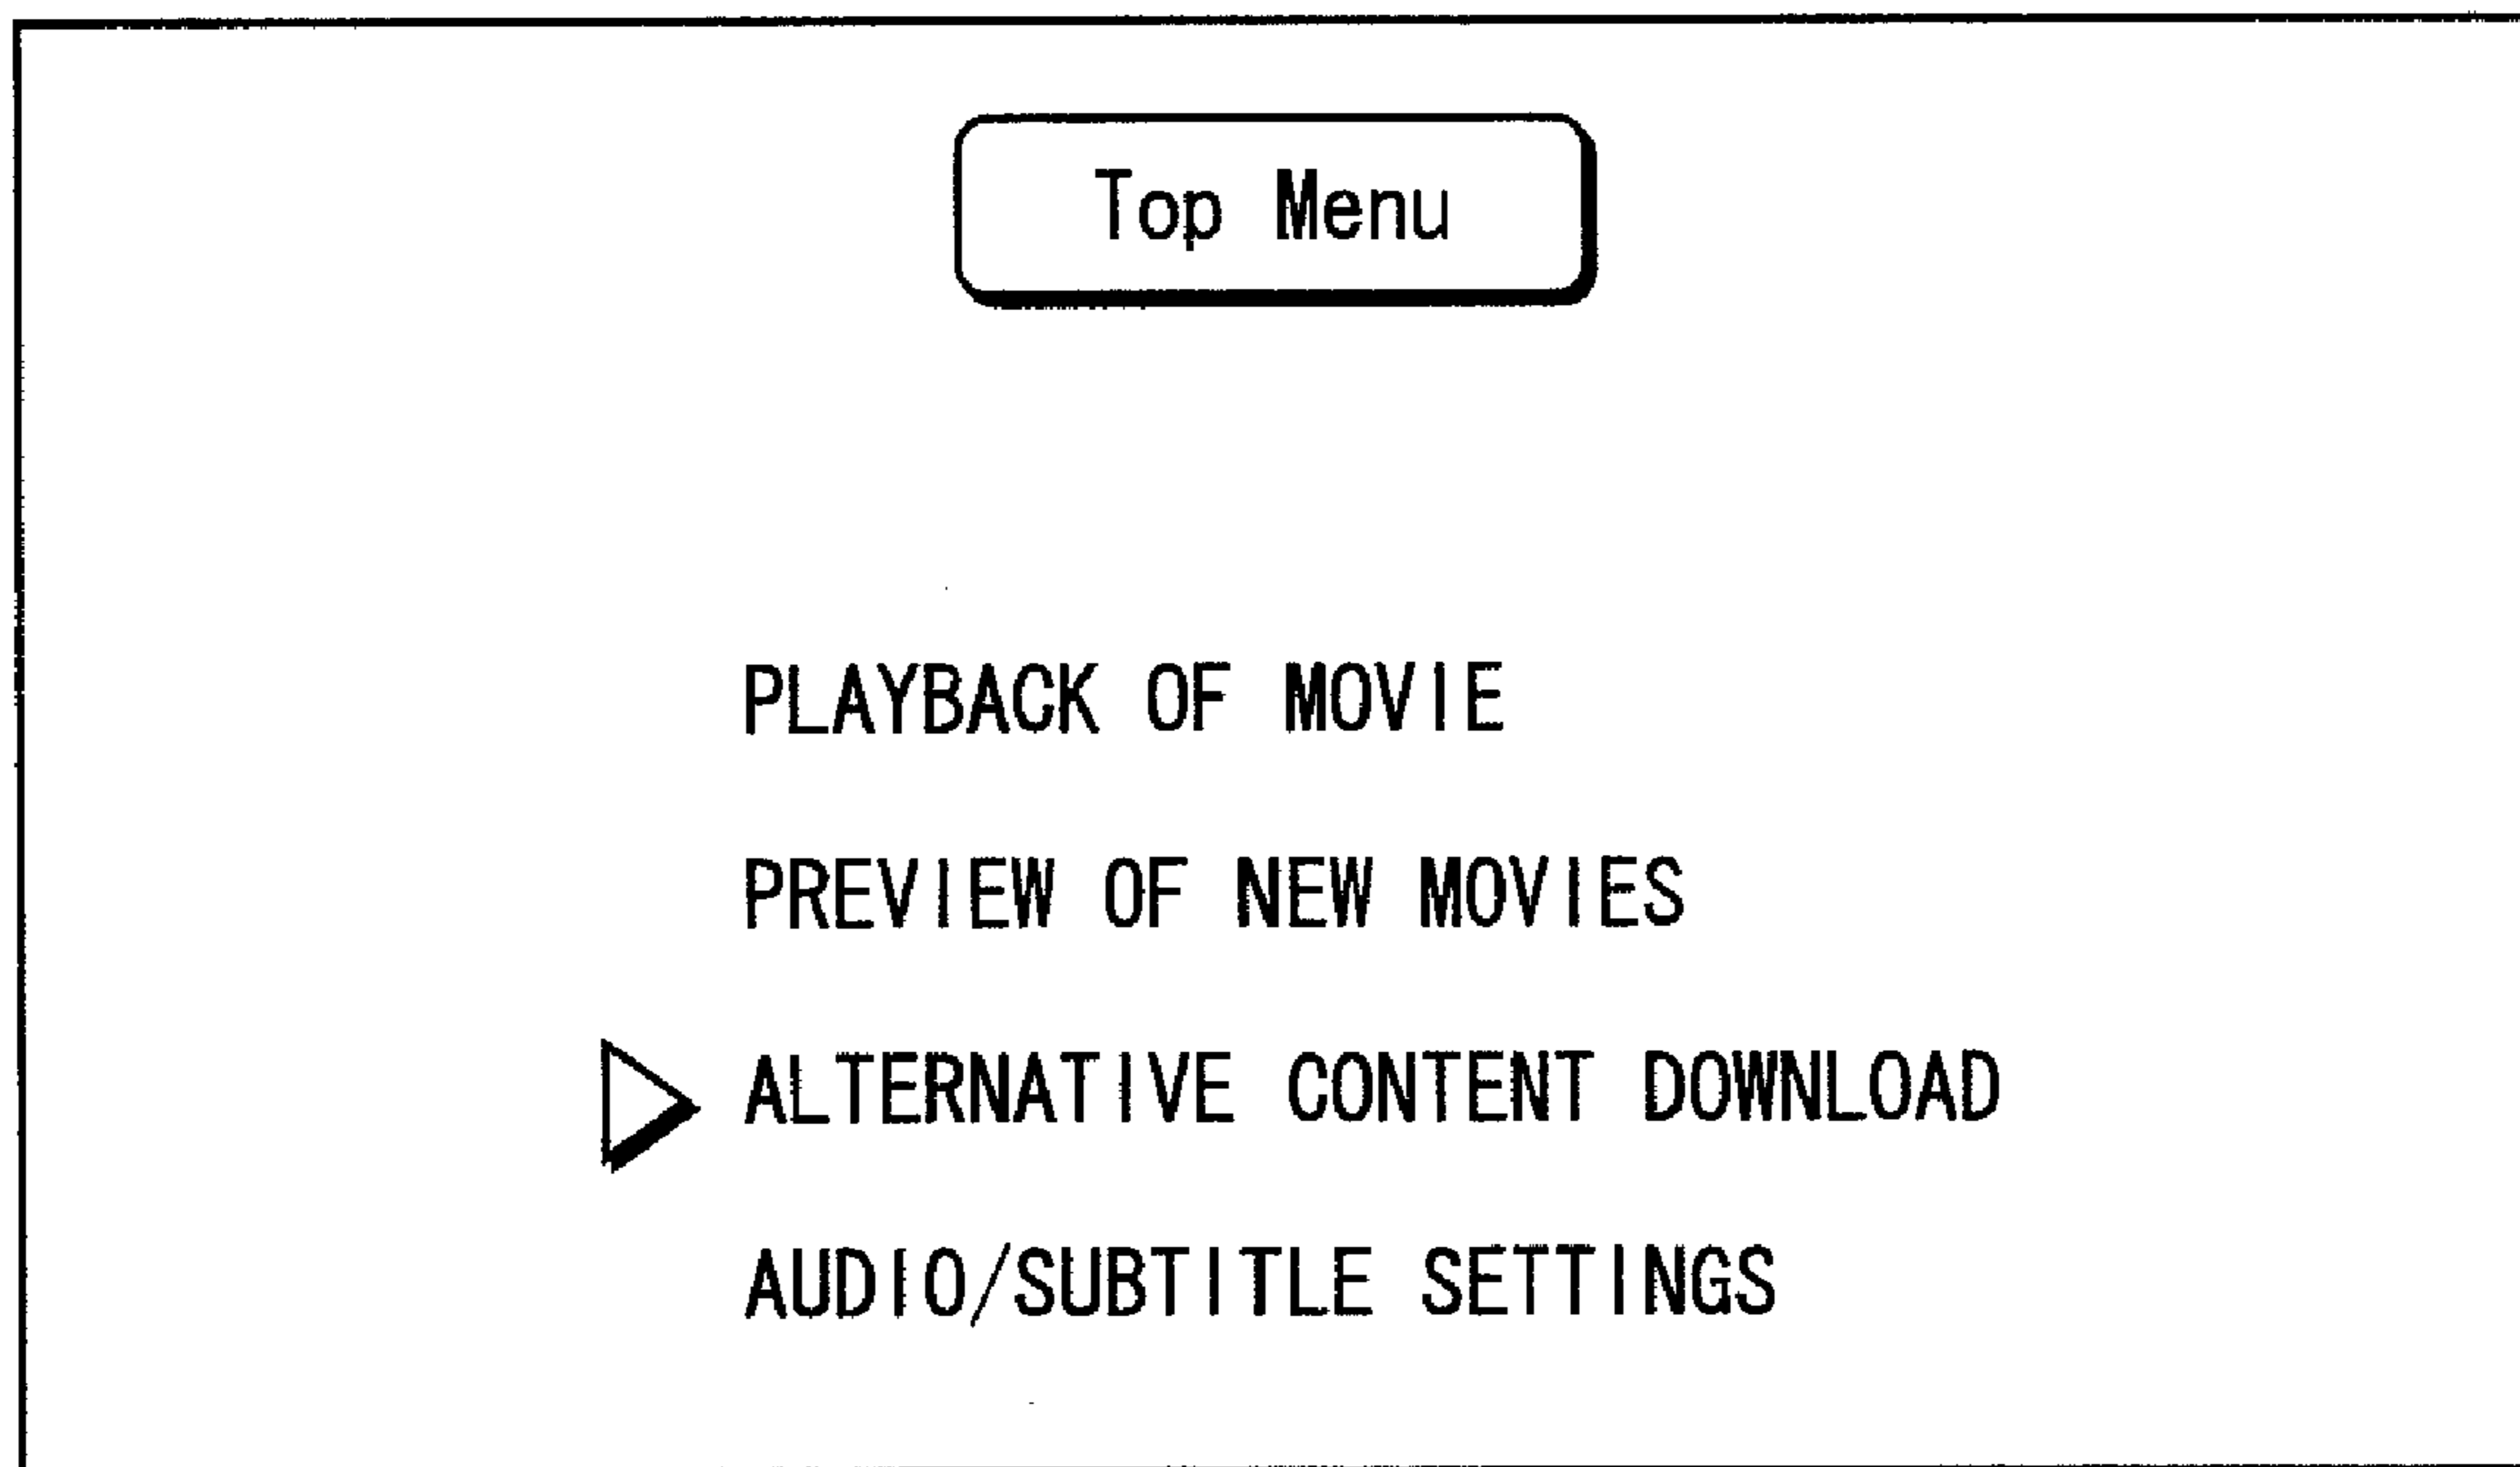 Top Menu
PLAYBACK OF MOVIE
PREVIEW OF NEW MOVIES
ALTERNATIVE CONTENT DOWNLOAD
AUDIO/SUBTITLE SETTINGS